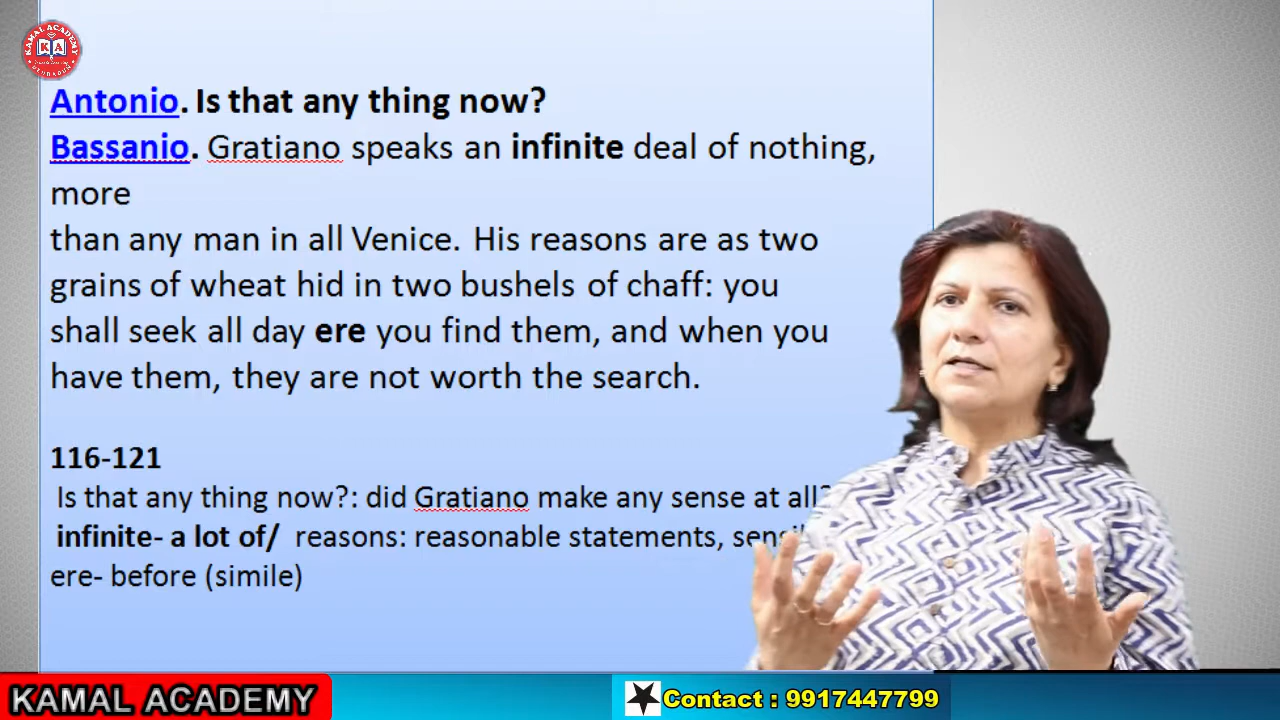 KAMAL ACADEMY
K A
DEHRADUN
Antonio. Is that any thing now?
Bassanio. Gratiano speaks an infinite deal of nothing,
more
than any man in all Venice. His reasons are as two
grains of wheat hid in two bushels of chaff: you
shall seek all day ere you find them, and when you
have them, they are not worth the search.
116-121
Is that any thing now?: did Gratiano make any sense at all?
infinite- a lot of/ reasons: reasonable statements,
ere- before (simile)
KAMAL ACADEMY
Contact : 9917447799